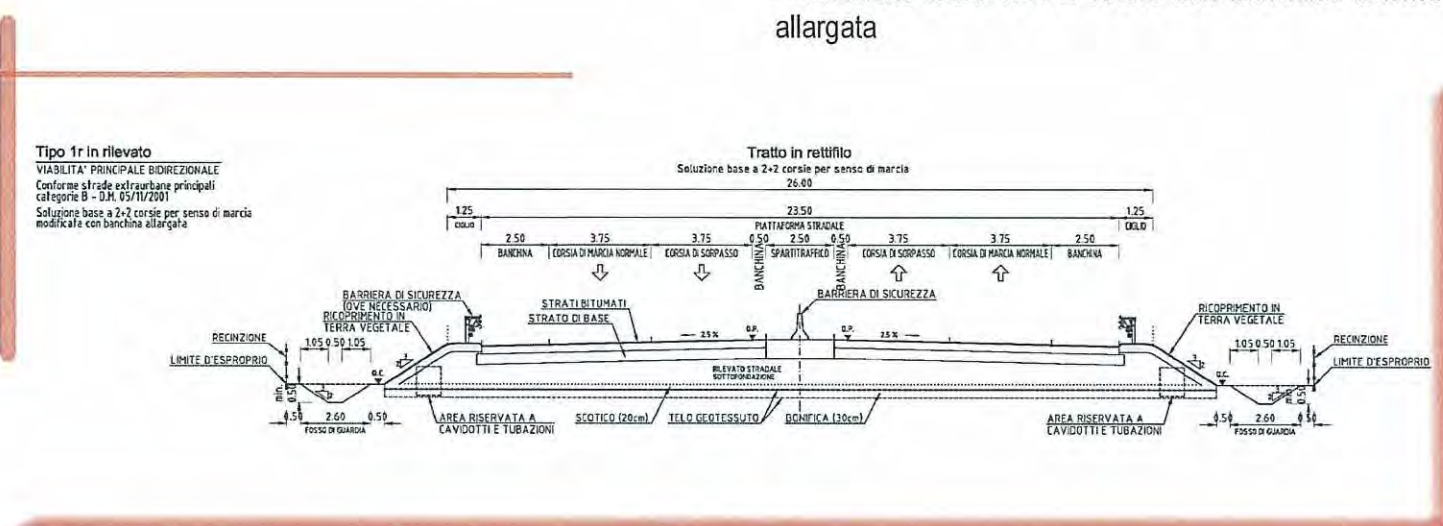 allargata
Tipo 1r in rilevato
VIABILITA' PRINCIPALE BIDIREZIONALE
Conforme strade extraurbane principali
categorie B - D.M. 05/11/2001
Soluzione base a 2+2 corsie per senso di marcia
modificata con banchina allargata
Tratto in rettifilo
Soluzione base a 2+2 corsie per senso di marcia
26.00
1.25 23.50 1.25
CIGLIO PIATTAFORMA STRADALE CIGLIO
2.50 3.75 3.75 0.50 2.50 0.50 3.75 3.75 2.50
BANCHINA CORSIA DI MARCIA NORMALE CORSIA DI SORPASSO BANCHINA SPARTITRAFFICO BANCHINA CORSIA DI SORPASSO CORSIA DI MARCIA NORMALE BANCHINA
BARRIERA DI SICUREZZA
(OVE NECESSARIO)
RICOPRIMENTO IN
TERRA VEGETALE
STRATI BITUMATI
STRATO DI BASE
BARRIERA DI SICUREZZA
RICOPRIMENTO IN
TERRA VEGETALE
RECINZIONE
LIMITE D'ESPROPRIO
1.05 0.50 1.05
2.5% Q.P. Q.P. 2.5%
1.05 0.50 1.05
RECINZIONE
LIMITE D'ESPROPRIO
Q.C.
Q.C.
RILEVATO STRADALE
SOTTOFONDAZIONE
min.
0.50
min.
0.50
0.50 2.60 0.50
FOSSO DI GUARDIA
AREA RISERVATA A
CAVIDOTTI E TUBAZIONI
SCOTICO (20cm)
TELO GEOTESSUTO
BONIFICA (30cm)
AREA RISERVATA A
CAVIDOTTI E TUBAZIONI
0.50 2.60 0.50
FOSSO DI GUARDIA